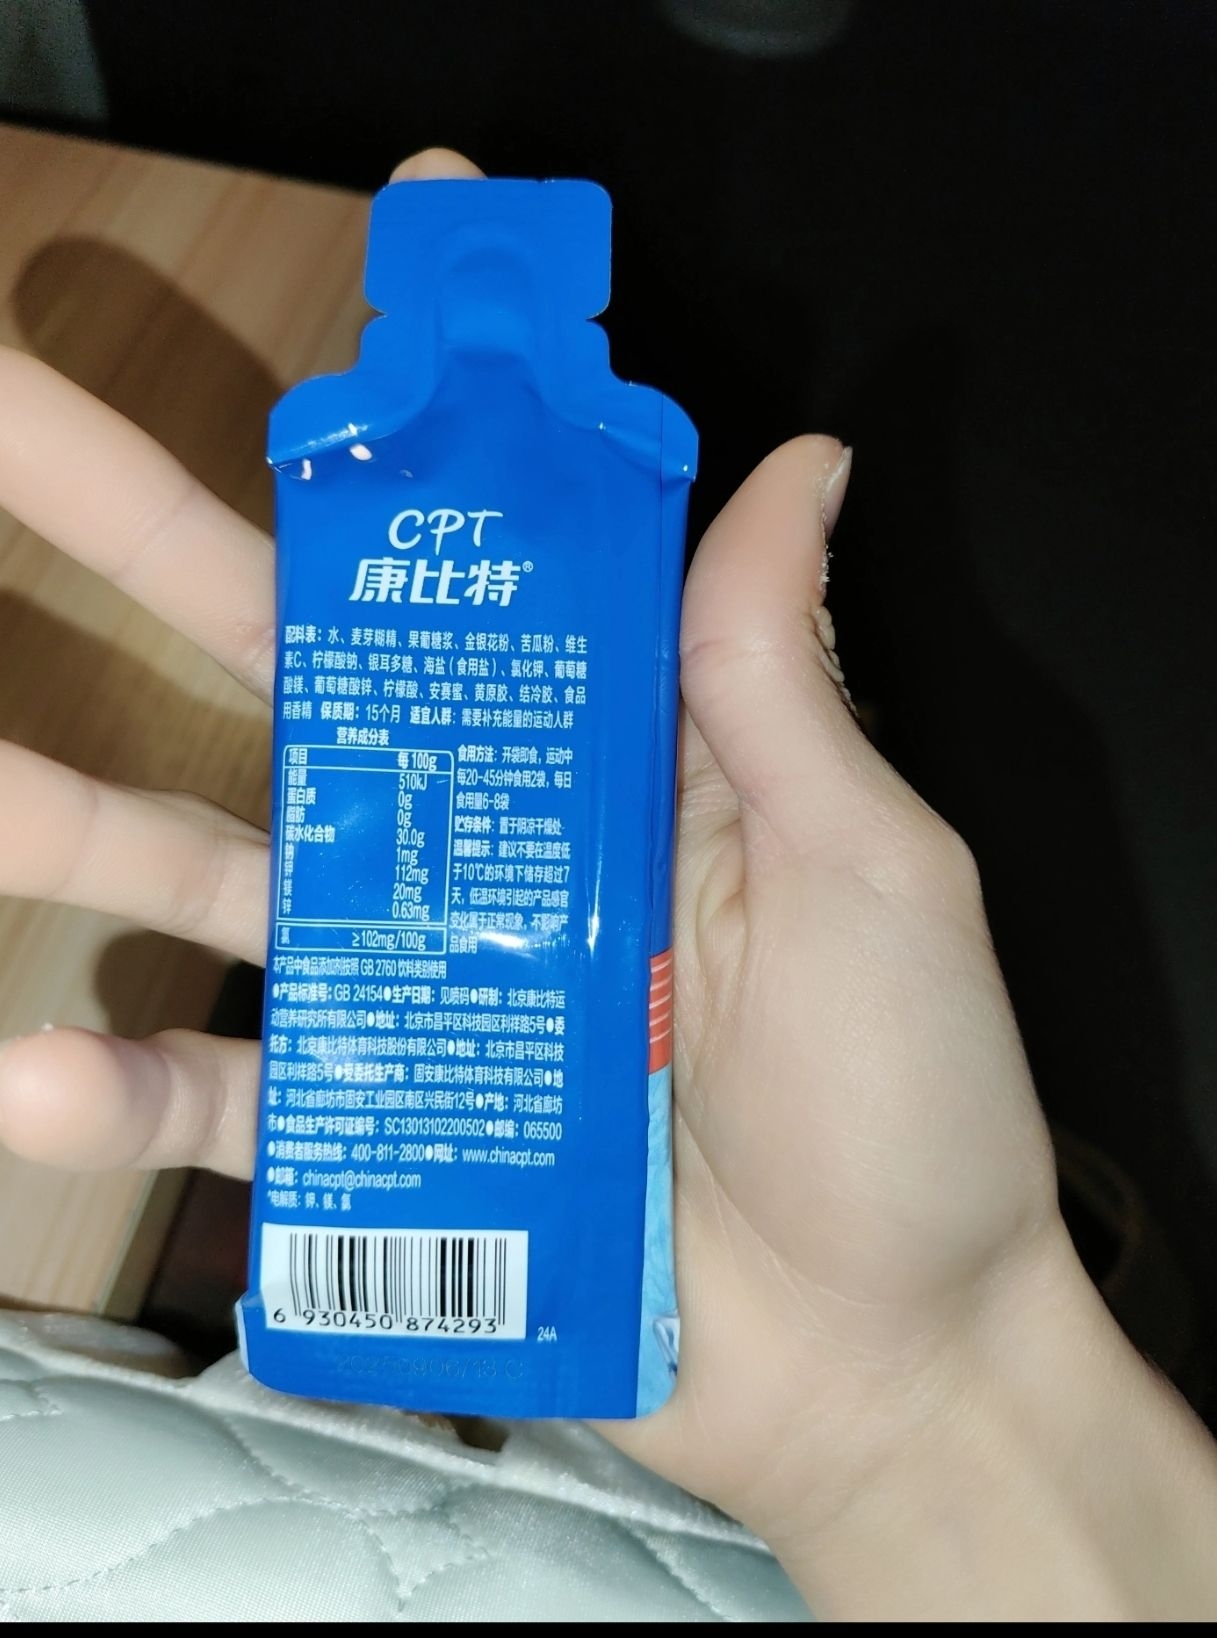 CPT
康比特®
配料表：水、麦芽糊精、果葡糖浆、金银花粉、苦瓜粉、维生
素C、柠檬酸钠、银耳多糖、海盐（食用盐）、氯化钾、葡萄糖
酸镁、葡萄糖酸锌、柠檬酸、安赛蜜、黄原胶、结冷胶、食品
用香精 保质期：15个月 适宜人群：需要补充能量的运动人群
营养成分表
项目 每100g
能量 510kJ
蛋白质 0g
脂肪 0g
碳水化合物 30.0g
钠 1mg
钾 112mg
镁 20mg
锌 0.63mg
氯 ≥102mg/100g
食用方法：开袋即食，运动中
每20-45分钟食用2袋，每日
食用量6-8袋
贮存条件：置于阴凉干燥处
温馨提示：建议不要在温度低
于10℃的环境下储存超过7
天，低温环境引起的产品感官
变化属于正常现象，不影响产
品食用
本产品中食品添加剂按照 GB 2760 饮料类别使用
●产品标准号：GB 24154●生产日期：见喷码●研制：北京康比特运
动营养研究所有限公司●地址：北京市昌平区科技园区利祥路5号●委
托方：北京康比特体育科技股份有限公司●地址：北京市昌平区科技
园区利祥路5号●受委托生产商：固安康比特体育科技有限公司●地
址：河北省廊坊市固安工业园区南区兴民街12号●产地：河北省廊坊
市●食品生产许可证编号：SC13013102200502●邮编：065500
●消费者服务热线：400-811-2800●网址：www.chinacpt.com
●邮箱：chinacpt@chinacpt.com
*电解质：钾、镁、氯
6 930450 874293
24A
20250906/13 C